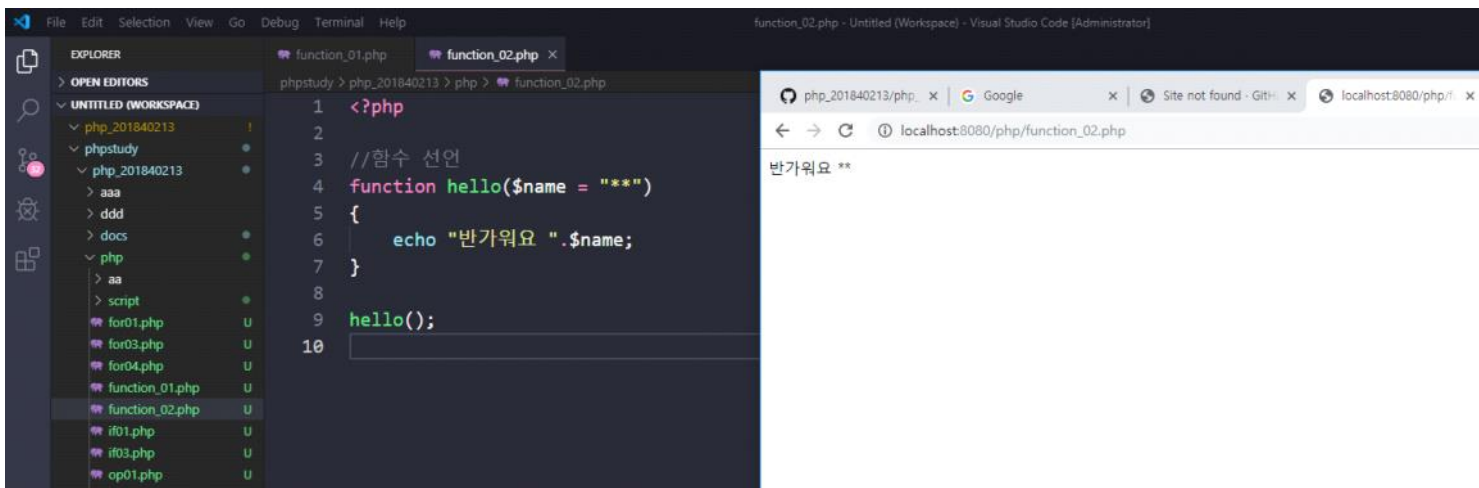 File Edit Selection View Go Debug Terminal Help
function_02.php - Untitled (Workspace) - Visual Studio Code [Administrator]
EXPLORER
OPEN EDITORS
UNTITLED (WORKSPACE)
php_201840213 !
phpstudy
php_201840213
aaa
ddd
docs
php
aa
script
for01.php U
for03.php U
for04.php U
function_01.php U
function_02.php U
if01.php U
if03.php U
op01.php U
function_01.php function_02.php
phpstudy > php_201840213 > php > function_02.php
1 <?php
2
3 //함수 선언
4 function hello($name = "**")
5 {
6 echo "반가워요 ".$name;
7 }
8
9 hello();
10
php_201840213/php_ Google Site not found · GitH localhost:8080/php/f
localhost:8080/php/function_02.php
반가워요 **